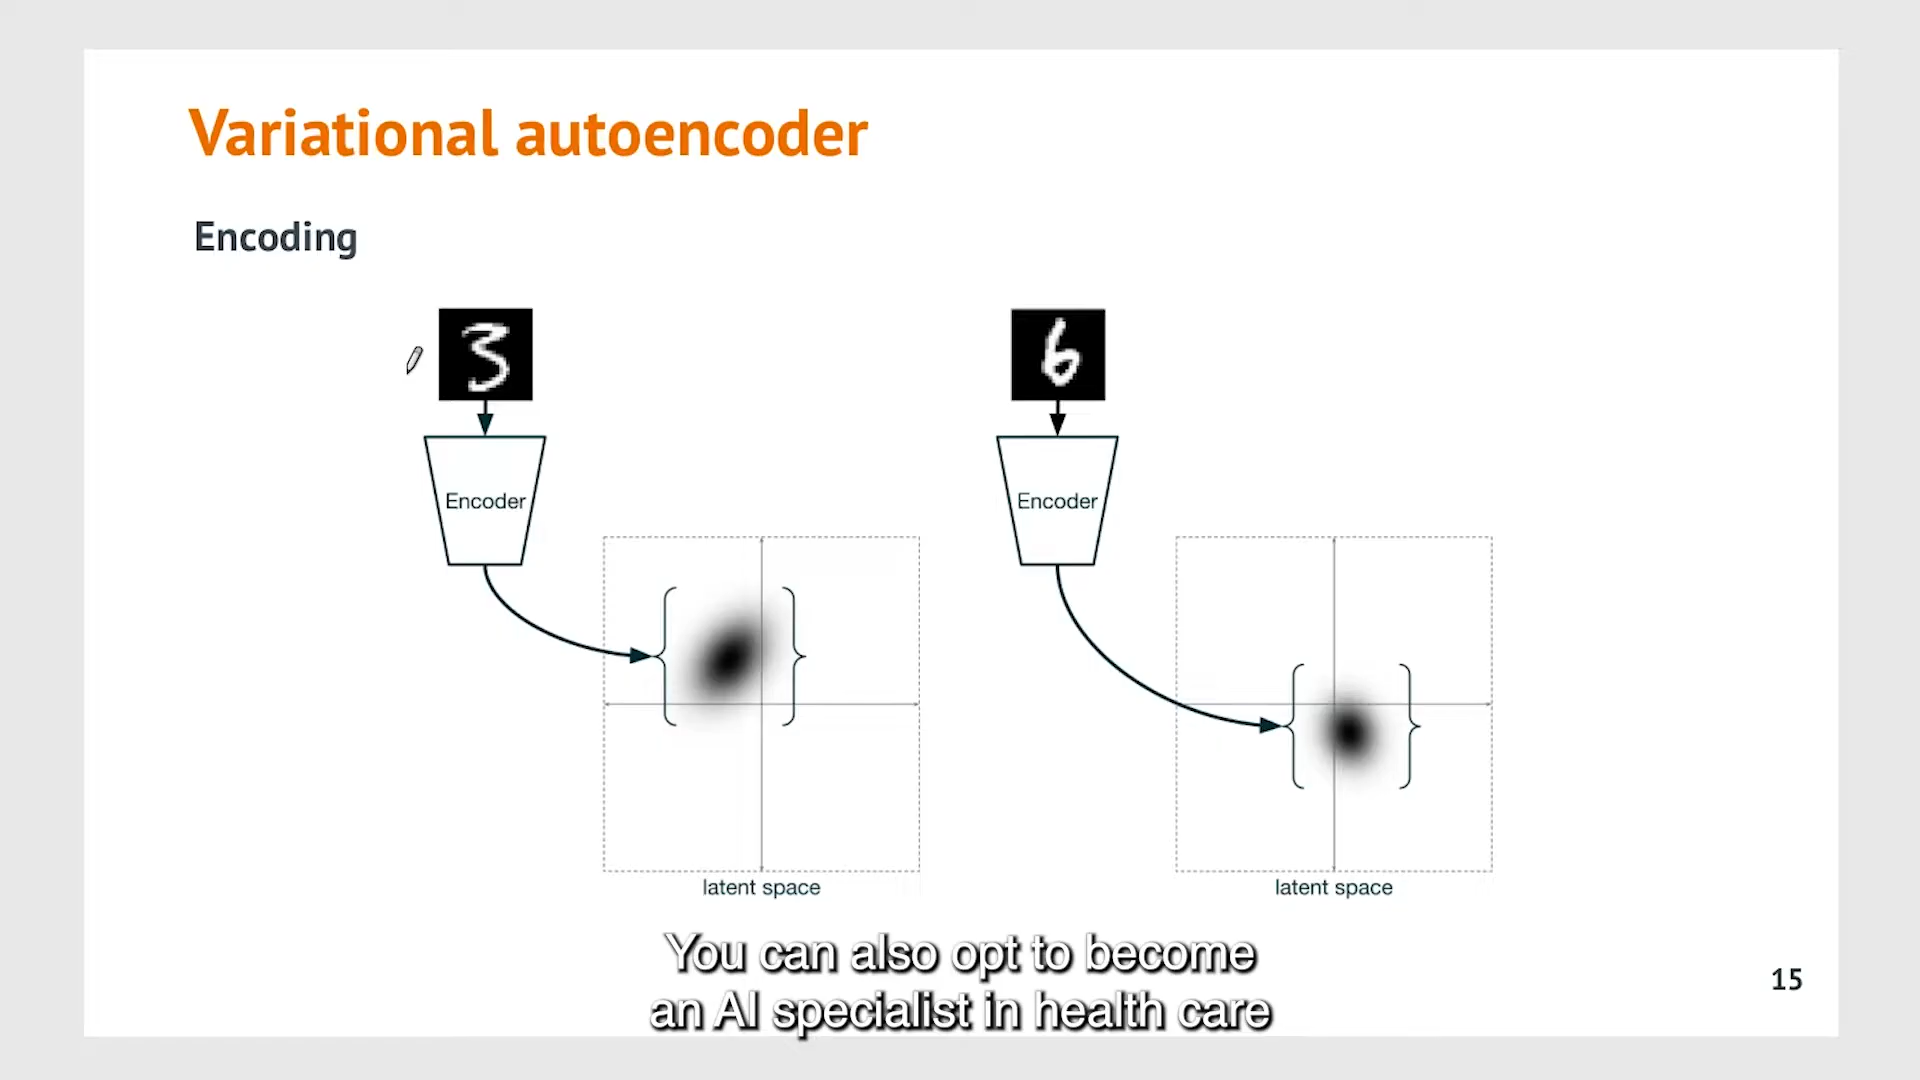 Variational autoencoder
Encoding
3
6
Encoder
Encoder
latent space
latent space
You can also opt to become
an AI specialist in health care
15